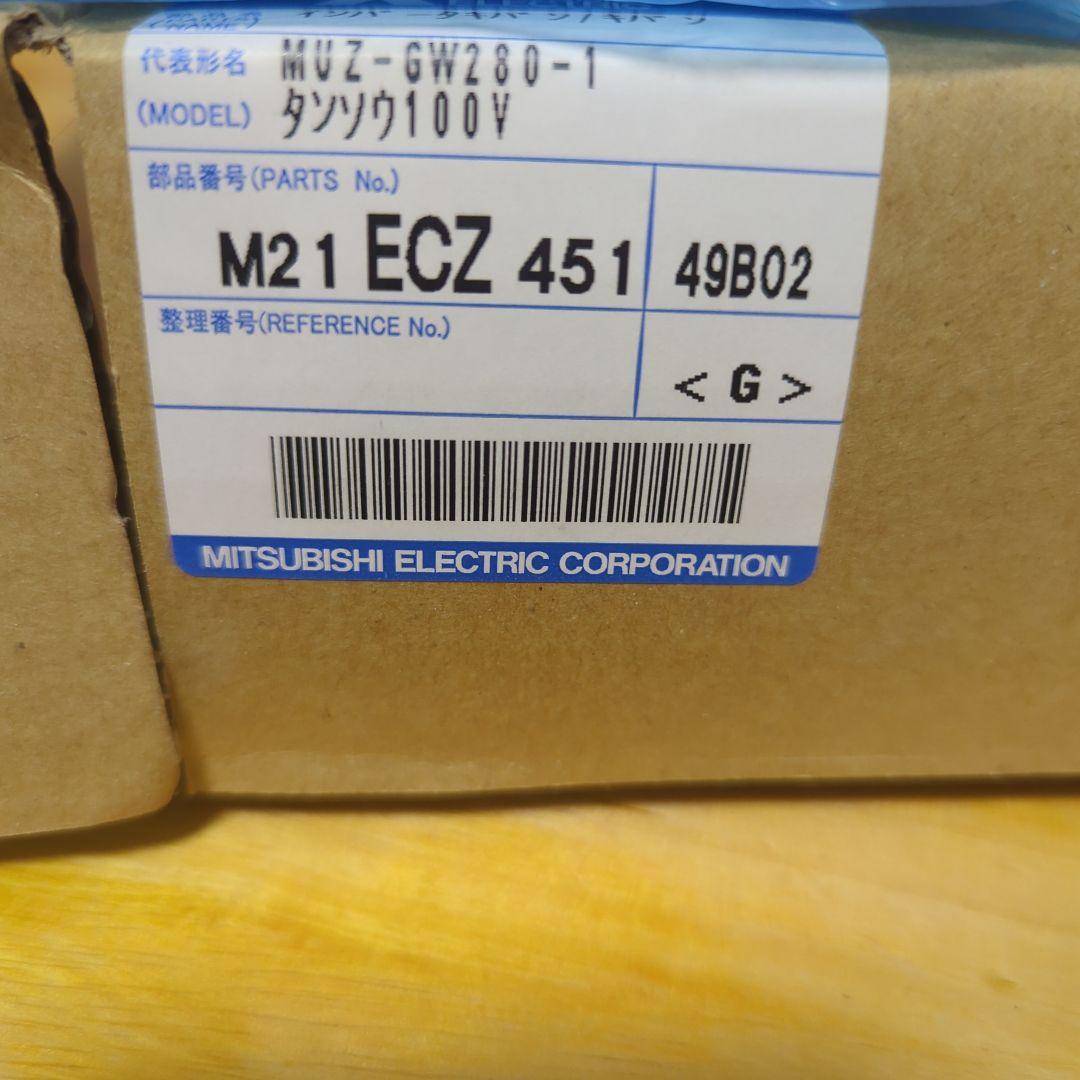 (NAME)
代表形名 MUZ-GW280-1
(MODEL) タンソウ100V
部品番号(PARTS No.)
M21 ECZ 451 49B02
整理番号(REFERENCE No.)
<G>
MITSUBISHI ELECTRIC CORPORATION